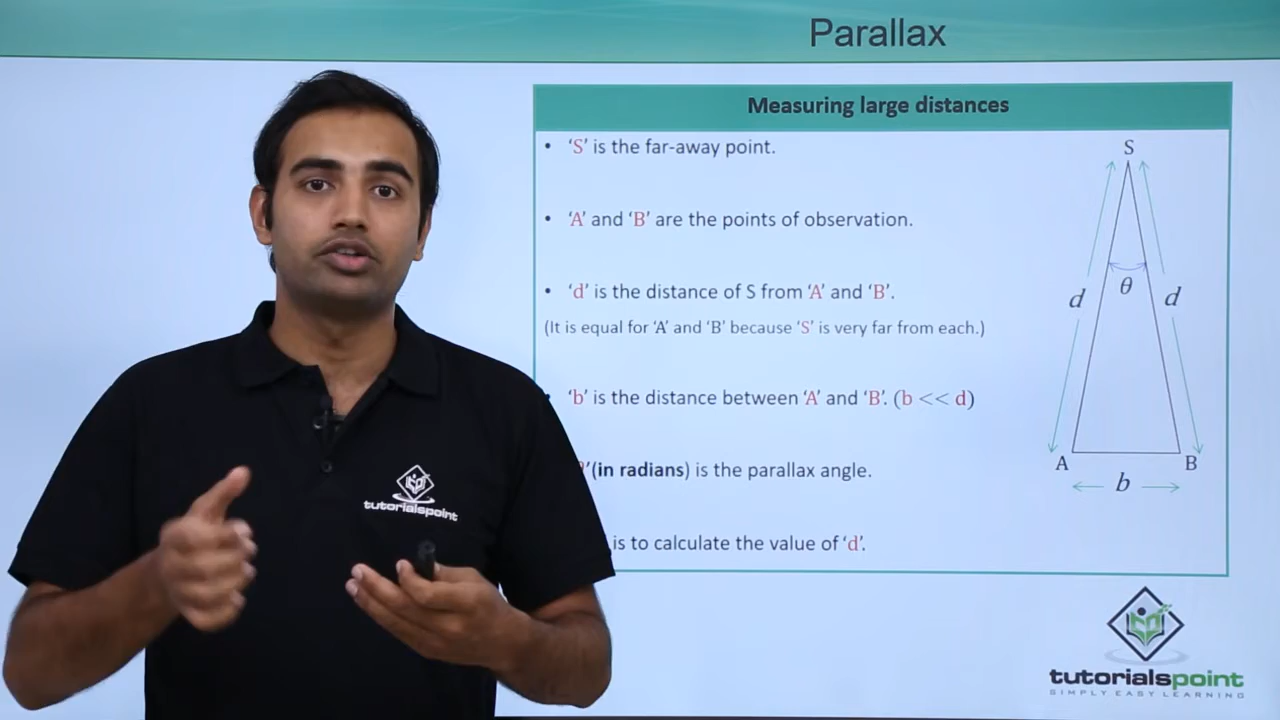 Parallax
Measuring large distances
• ‘S’ is the far-away point.
• ‘A’ and ‘B’ are the points of observation.
• ‘d’ is the distance of S from ‘A’ and ‘B’.
(It is equal for ‘A’ and ‘B’ because ‘S’ is very far from each.)
‘b’ is the distance between ‘A’ and ‘B’. (b << d)
’(in radians) is the parallax angle.
is to calculate the value of ‘d’.
S
θ
d
d
A
B
b
tutorialspoint
tutorialspoint
SIMPLY EASY LEARNING